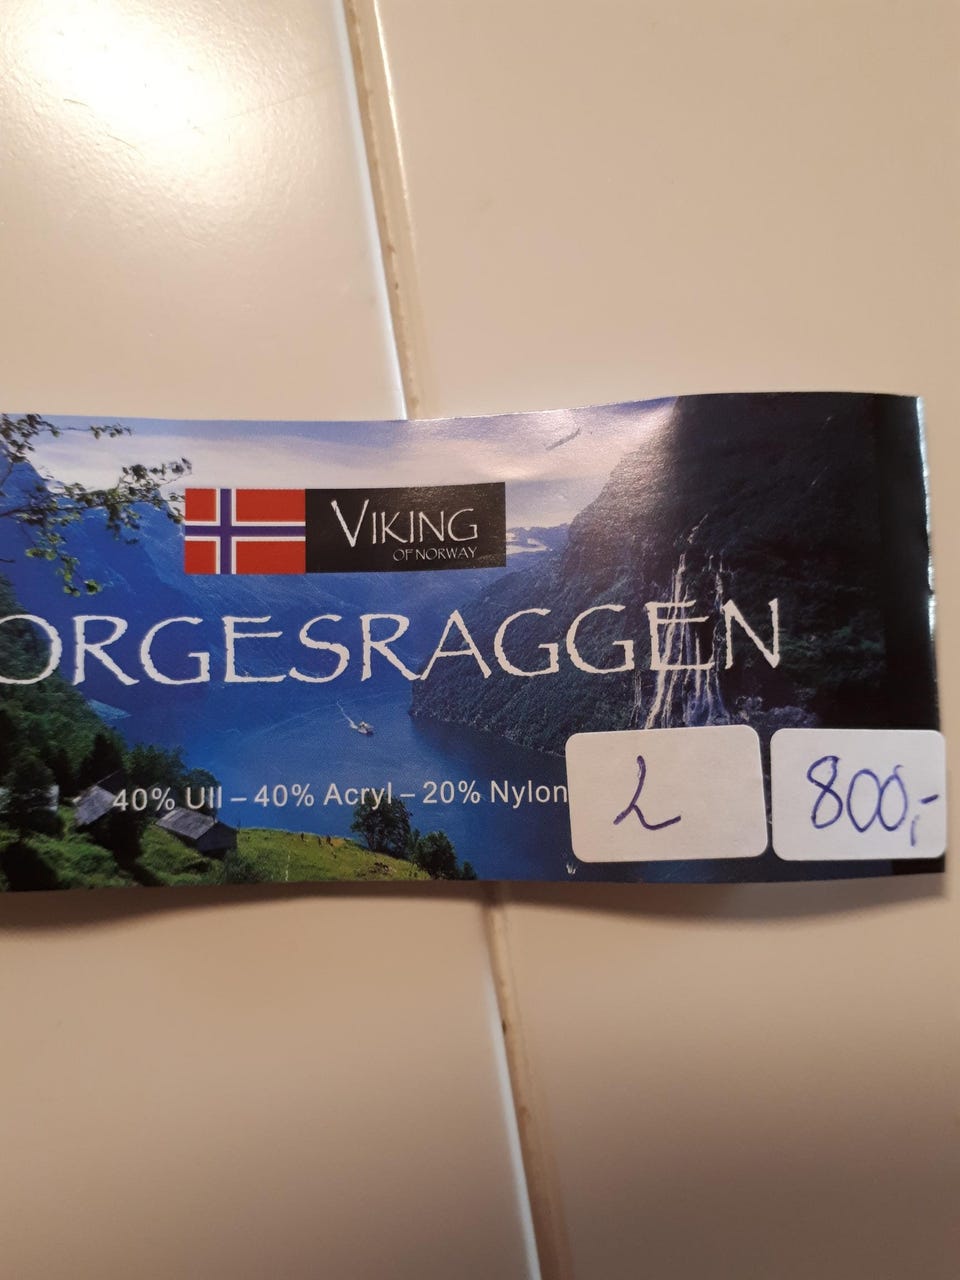 VIKING
OF NORWAY
ORGESRAGGEN
40% Ull – 40% Acryl – 20% Nylon
L
800,-